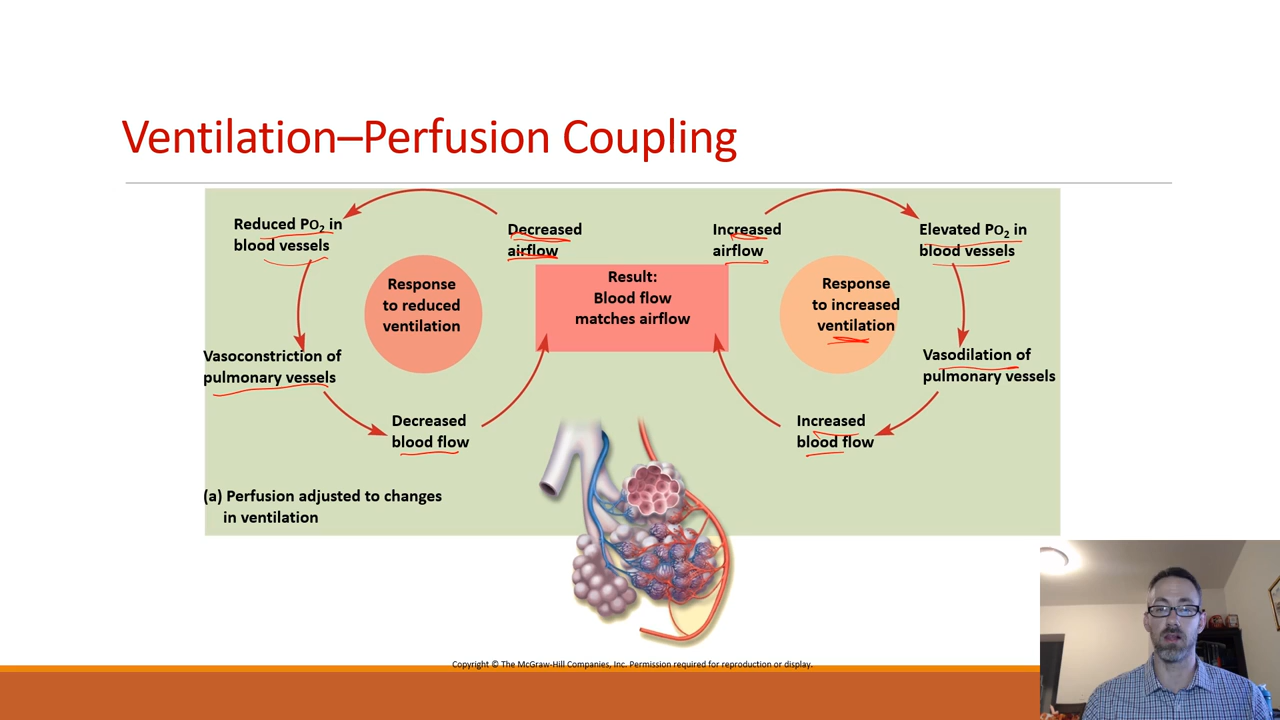 Ventilation–Perfusion Coupling
Reduced PO2 in
blood vessels
Decreased
airflow
Increased
airflow
Elevated PO2 in
blood vessels
Response
to reduced
ventilation
Result:
Blood flow
matches airflow
Response
to increased
ventilation
Vasoconstriction of
pulmonary vessels
Vasodilation of
pulmonary vessels
Decreased
blood flow
Increased
blood flow
(a) Perfusion adjusted to changes
in ventilation
Copyright © The McGraw-Hill Companies, Inc. Permission required for reproduction or display.